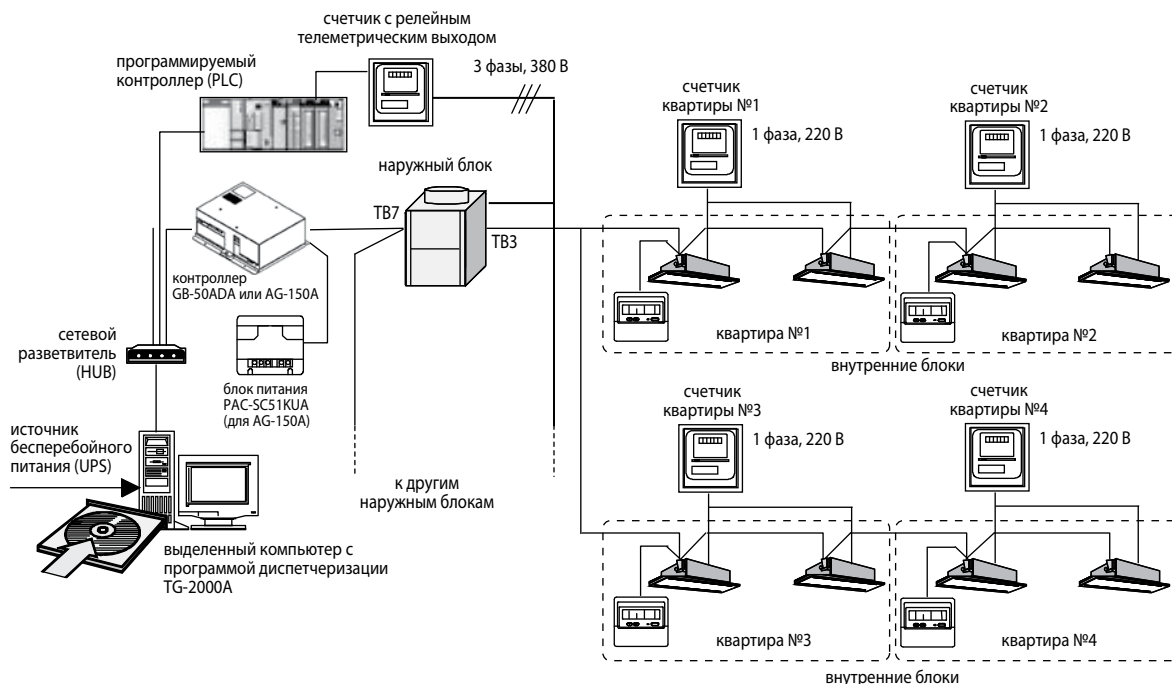 счетчик с релейным
телеметрическим выходом
программируемый
контроллер (PLC)
3 фазы, 380 В
наружный блок
TB7
TB3
контроллер
GB-50ADA или AG-150A
сетевой
разветвитель
(HUB)
блок питания
PAC-SC51KUA
(для AG-150A)
источник
бесперебойного
питания (UPS)
к другим
наружным блокам
выделенный компьютер с
программой диспетчеризации
TG-2000A
счетчик
квартиры №1
1 фаза, 220 В
счетчик
квартиры №2
1 фаза, 220 В
квартира №1
квартира №2
внутренние блоки
счетчик
квартиры №3
1 фаза, 220 В
счетчик
квартиры №4
1 фаза, 220 В
квартира №3
квартира №4
внутренние блоки